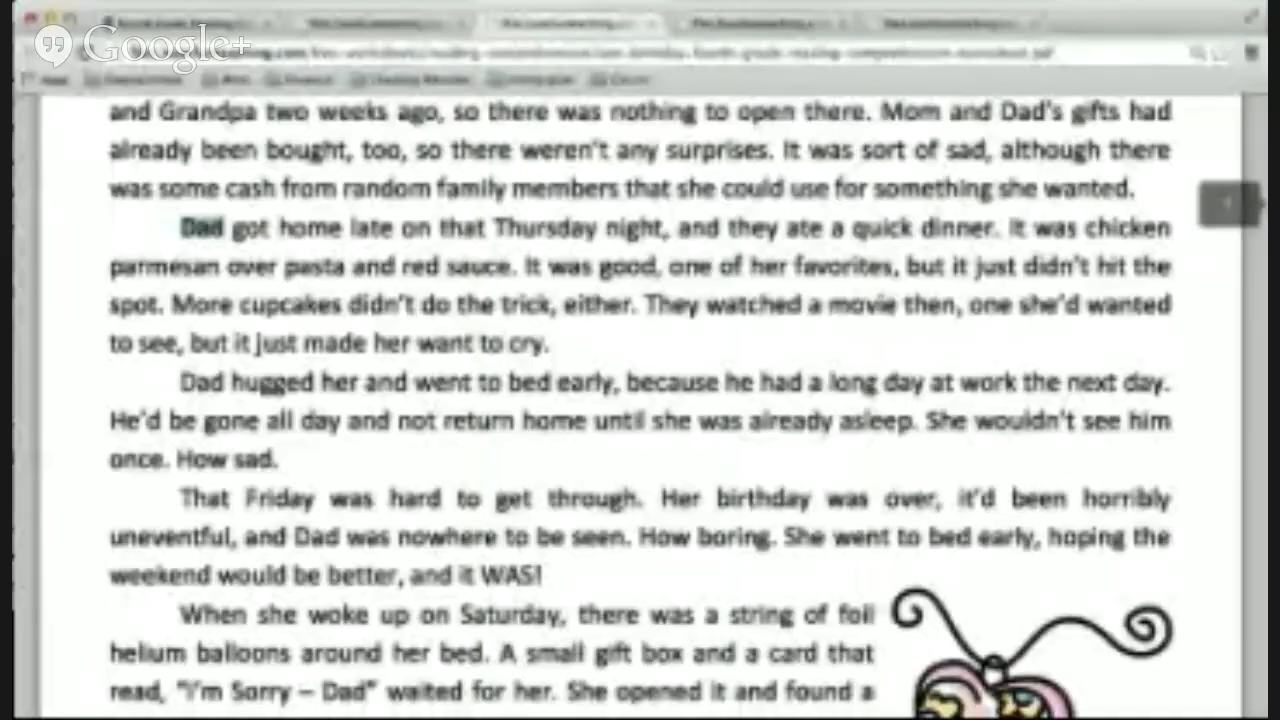 Google+
and Grandpa two weeks ago, so there was nothing to open there. Mom and Dad's gifts had
already been bought, too, so there weren't any surprises. It was sort of sad, although there
was some cash from random family members that she could use for something she wanted.
Dad got home late on that Thursday night, and they ate a quick dinner. It was chicken
parmesan over pasta and red sauce. It was good, one of her favorites, but it just didn't hit the
spot. More cupcakes didn't do the trick, either. They watched a movie then, one she'd wanted
to see, but it just made her want to cry.
Dad hugged her and went to bed early, because he had a long day at work the next day.
He'd be gone all day and not return home until she was already asleep. She wouldn't see him
once. How sad.
That Friday was hard to get through. Her birthday was over, it'd been horribly
uneventful, and Dad was nowhere to be seen. How boring. She went to bed early, hoping the
weekend would be better, and it WAS!
When she woke up on Saturday, there was a string of foil
helium balloons around her bed. A small gift box and a card that
read, "I'm Sorry – Dad" waited for her. She opened it and found a